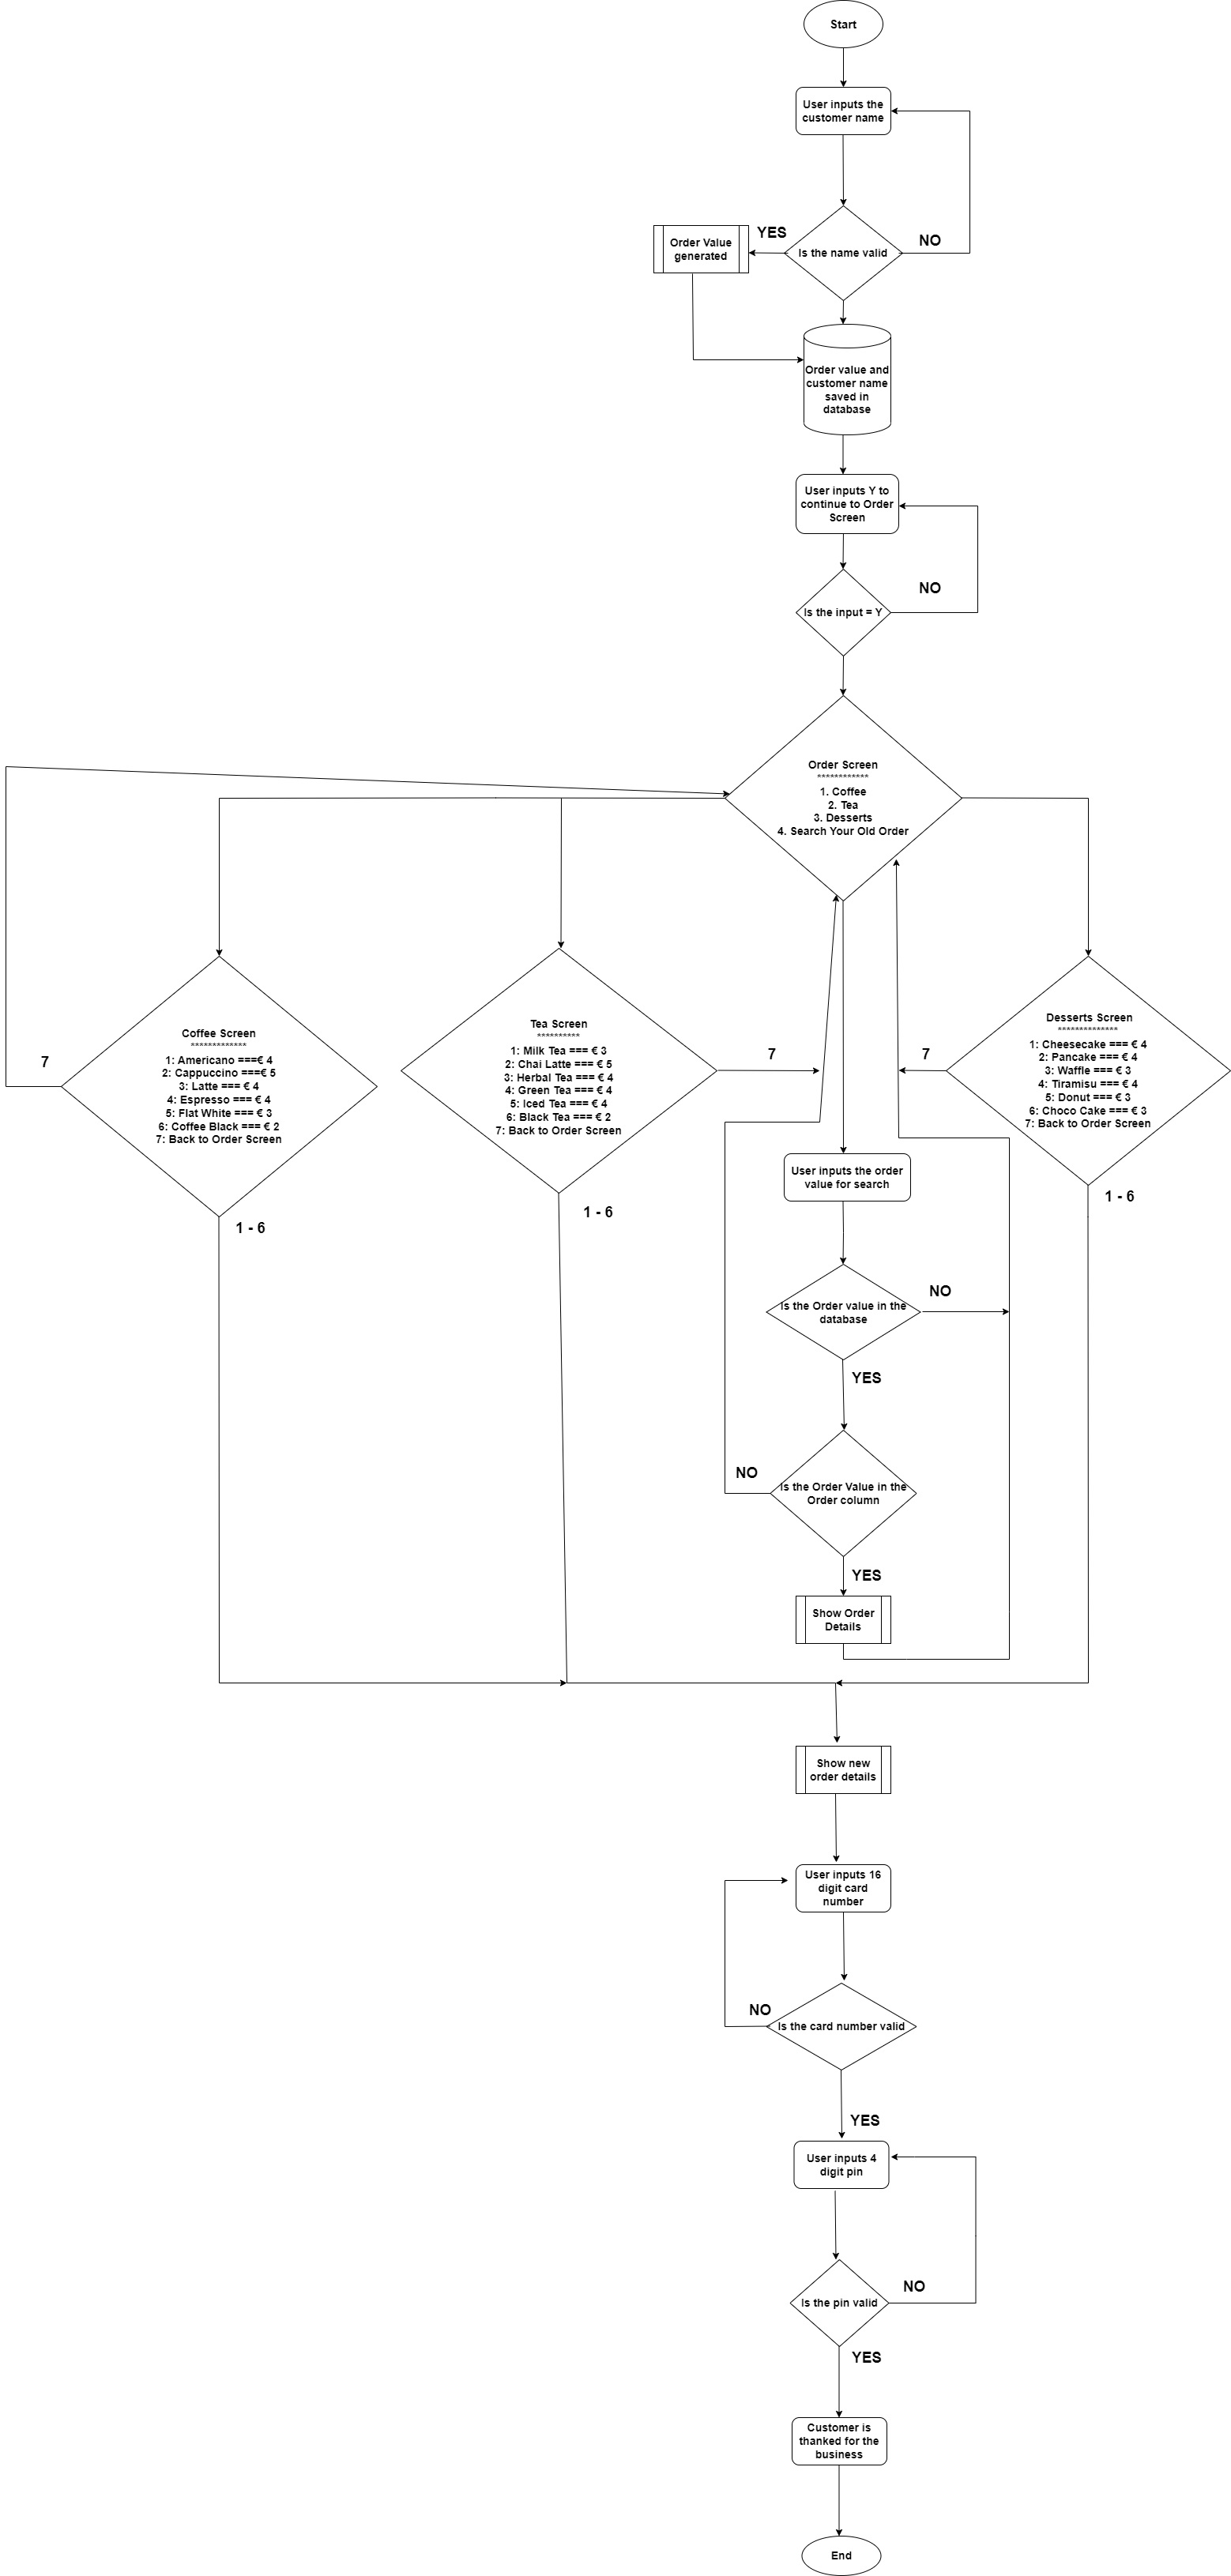 Start
User inputs the
customer name
YES
NO
Order Value
generated
Is the name valid
Order value and
customer name
saved in
database
User inputs Y to
continue to Order
Screen
NO
Is the input = Y
Order Screen
************
1. Coffee
2. Tea
3. Desserts
4. Search Your Old Order
Coffee Screen
*************
1: Americano ===€ 4
2: Cappuccino ===€ 5
3: Latte === € 4
4: Espresso === € 4
5: Flat White === € 3
6: Coffee Black === € 2
7: Back to Order Screen
7
1 - 6
Tea Screen
**********
1: Milk Tea === € 3
2: Chai Latte === € 5
3: Herbal Tea === € 4
4: Green Tea === € 4
5: Iced Tea === € 4
6: Black Tea === € 2
7: Back to Order Screen
7
1 - 6
Desserts Screen
**************
1: Cheesecake === € 4
2: Pancake === € 4
3: Waffle === € 3
4: Tiramisu === € 4
5: Donut === € 3
6: Choco Cake === € 3
7: Back to Order Screen
7
1 - 6
User inputs the order
value for search
NO
Is the Order value in the
database
YES
NO
Is the Order Value in the
Order column
YES
Show Order
Details
Show new
order details
User inputs 16
digit card
number
NO
Is the card number valid
YES
User inputs 4
digit pin
NO
Is the pin valid
YES
Customer is
thanked for the
business
End